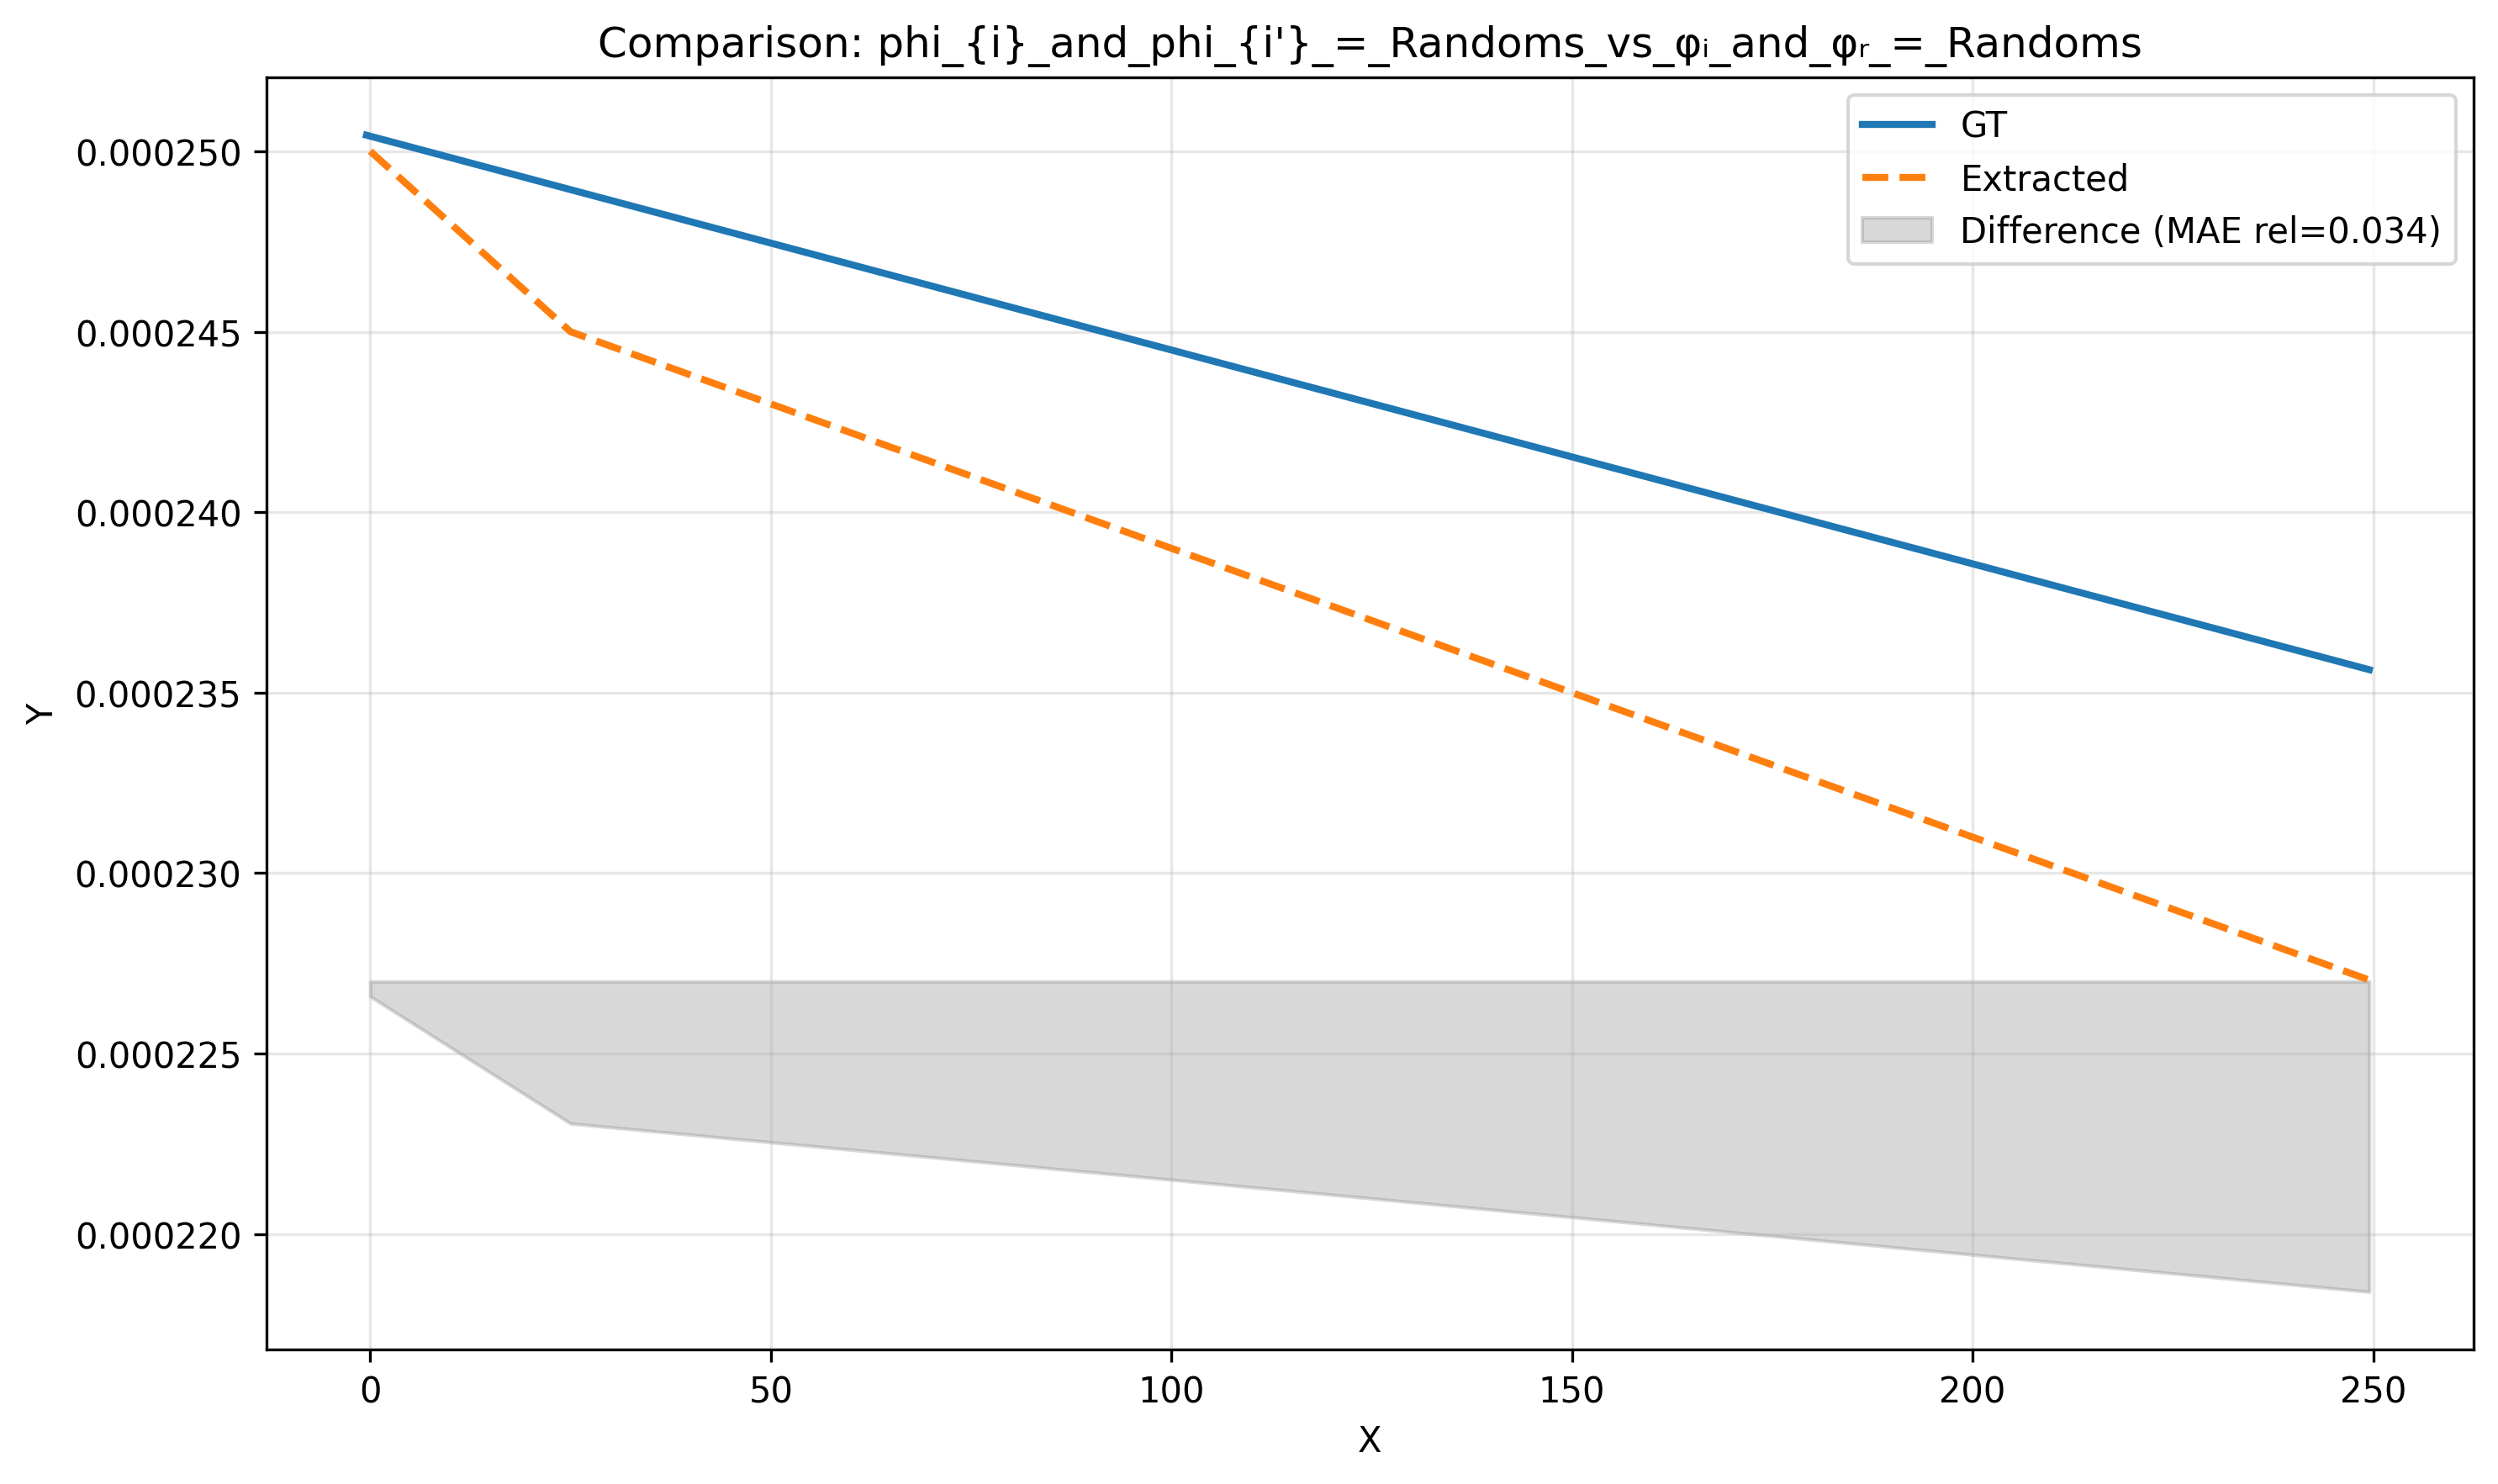 Comparison: phi_{i}_and_phi_{i'}_=_Randoms_vs_φᵢ_and_φᵣ_=_Randoms
GT
Extracted
Difference (MAE rel=0.034)
0.000250
0.000245
0.000240
0.000235
0.000230
0.000225
0.000220
Y
0 50 100 150 200 250
X